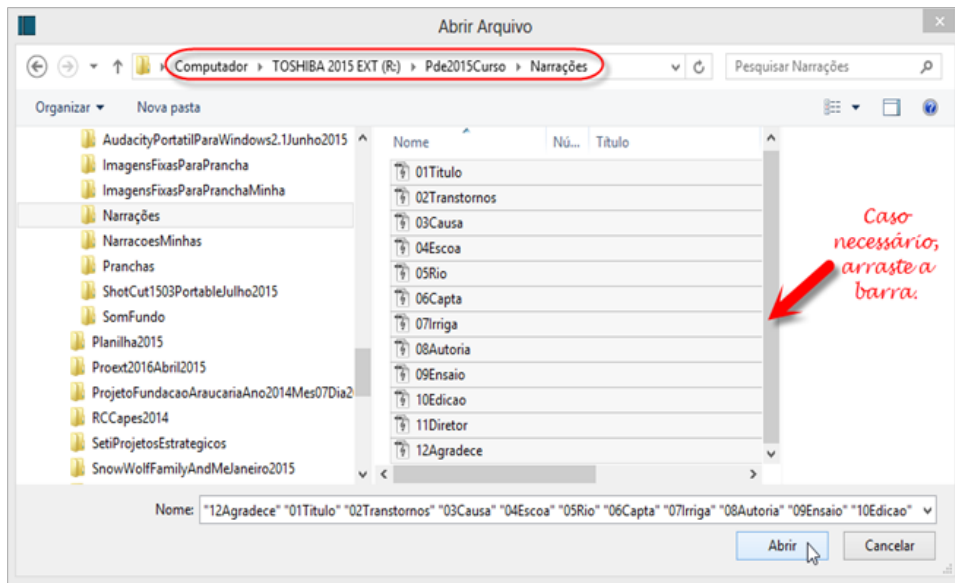 Abrir Arquivo
Computador TOSHIBA 2015 EXT (R:) Pde2015Curso Narrações
Pesquisar Narrações
Organizar Nova pasta
AudacityPortatilParaWindows2.1Junho2015
ImagensFixasParaPrancha
ImagensFixasParaPranchaMinha
Narrações
NarracoesMinhas
Pranchas
ShotCut1503PortableJulho2015
SomFundo
Planilha2015
Proext2016Abril2015
ProjetoFundacaoAraucariaAno2014Mes07Dia2
RCCapes2014
SetiProjetosEstrategicos
SnowWolfFamilyAndMeJaneiro2015
Nome Nú... Título
01Titulo
02Transtornos
03Causa
04Escoa
05Rio
06Capta
07Irriga
08Autoria
09Ensaio
10Edicao
11Diretor
12Agradece
Caso
necessário,
arraste a
barra.
Nome: "12Agradece" "01Titulo" "02Transtornos" "03Causa" "04Escoa" "05Rio" "06Capta" "07Irriga" "08Autoria" "09Ensaio" "10Edicao"
Abrir Cancelar